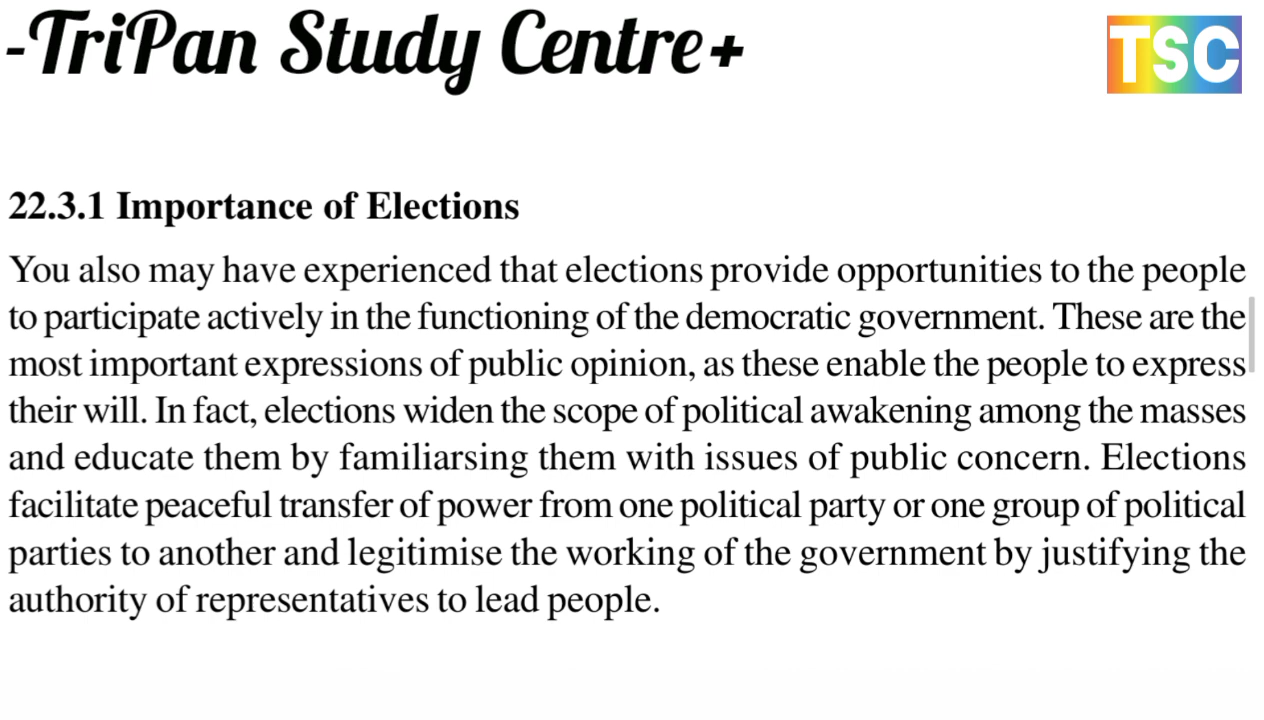 -TriPan Study Centre+
TSC
22.3.1 Importance of Elections
You also may have experienced that elections provide opportunities to the people
to participate actively in the functioning of the democratic government. These are the
most important expressions of public opinion, as these enable the people to express
their will. In fact, elections widen the scope of political awakening among the masses
and educate them by familiarsing them with issues of public concern. Elections
facilitate peaceful transfer of power from one political party or one group of political
parties to another and legitimise the working of the government by justifying the
authority of representatives to lead people.